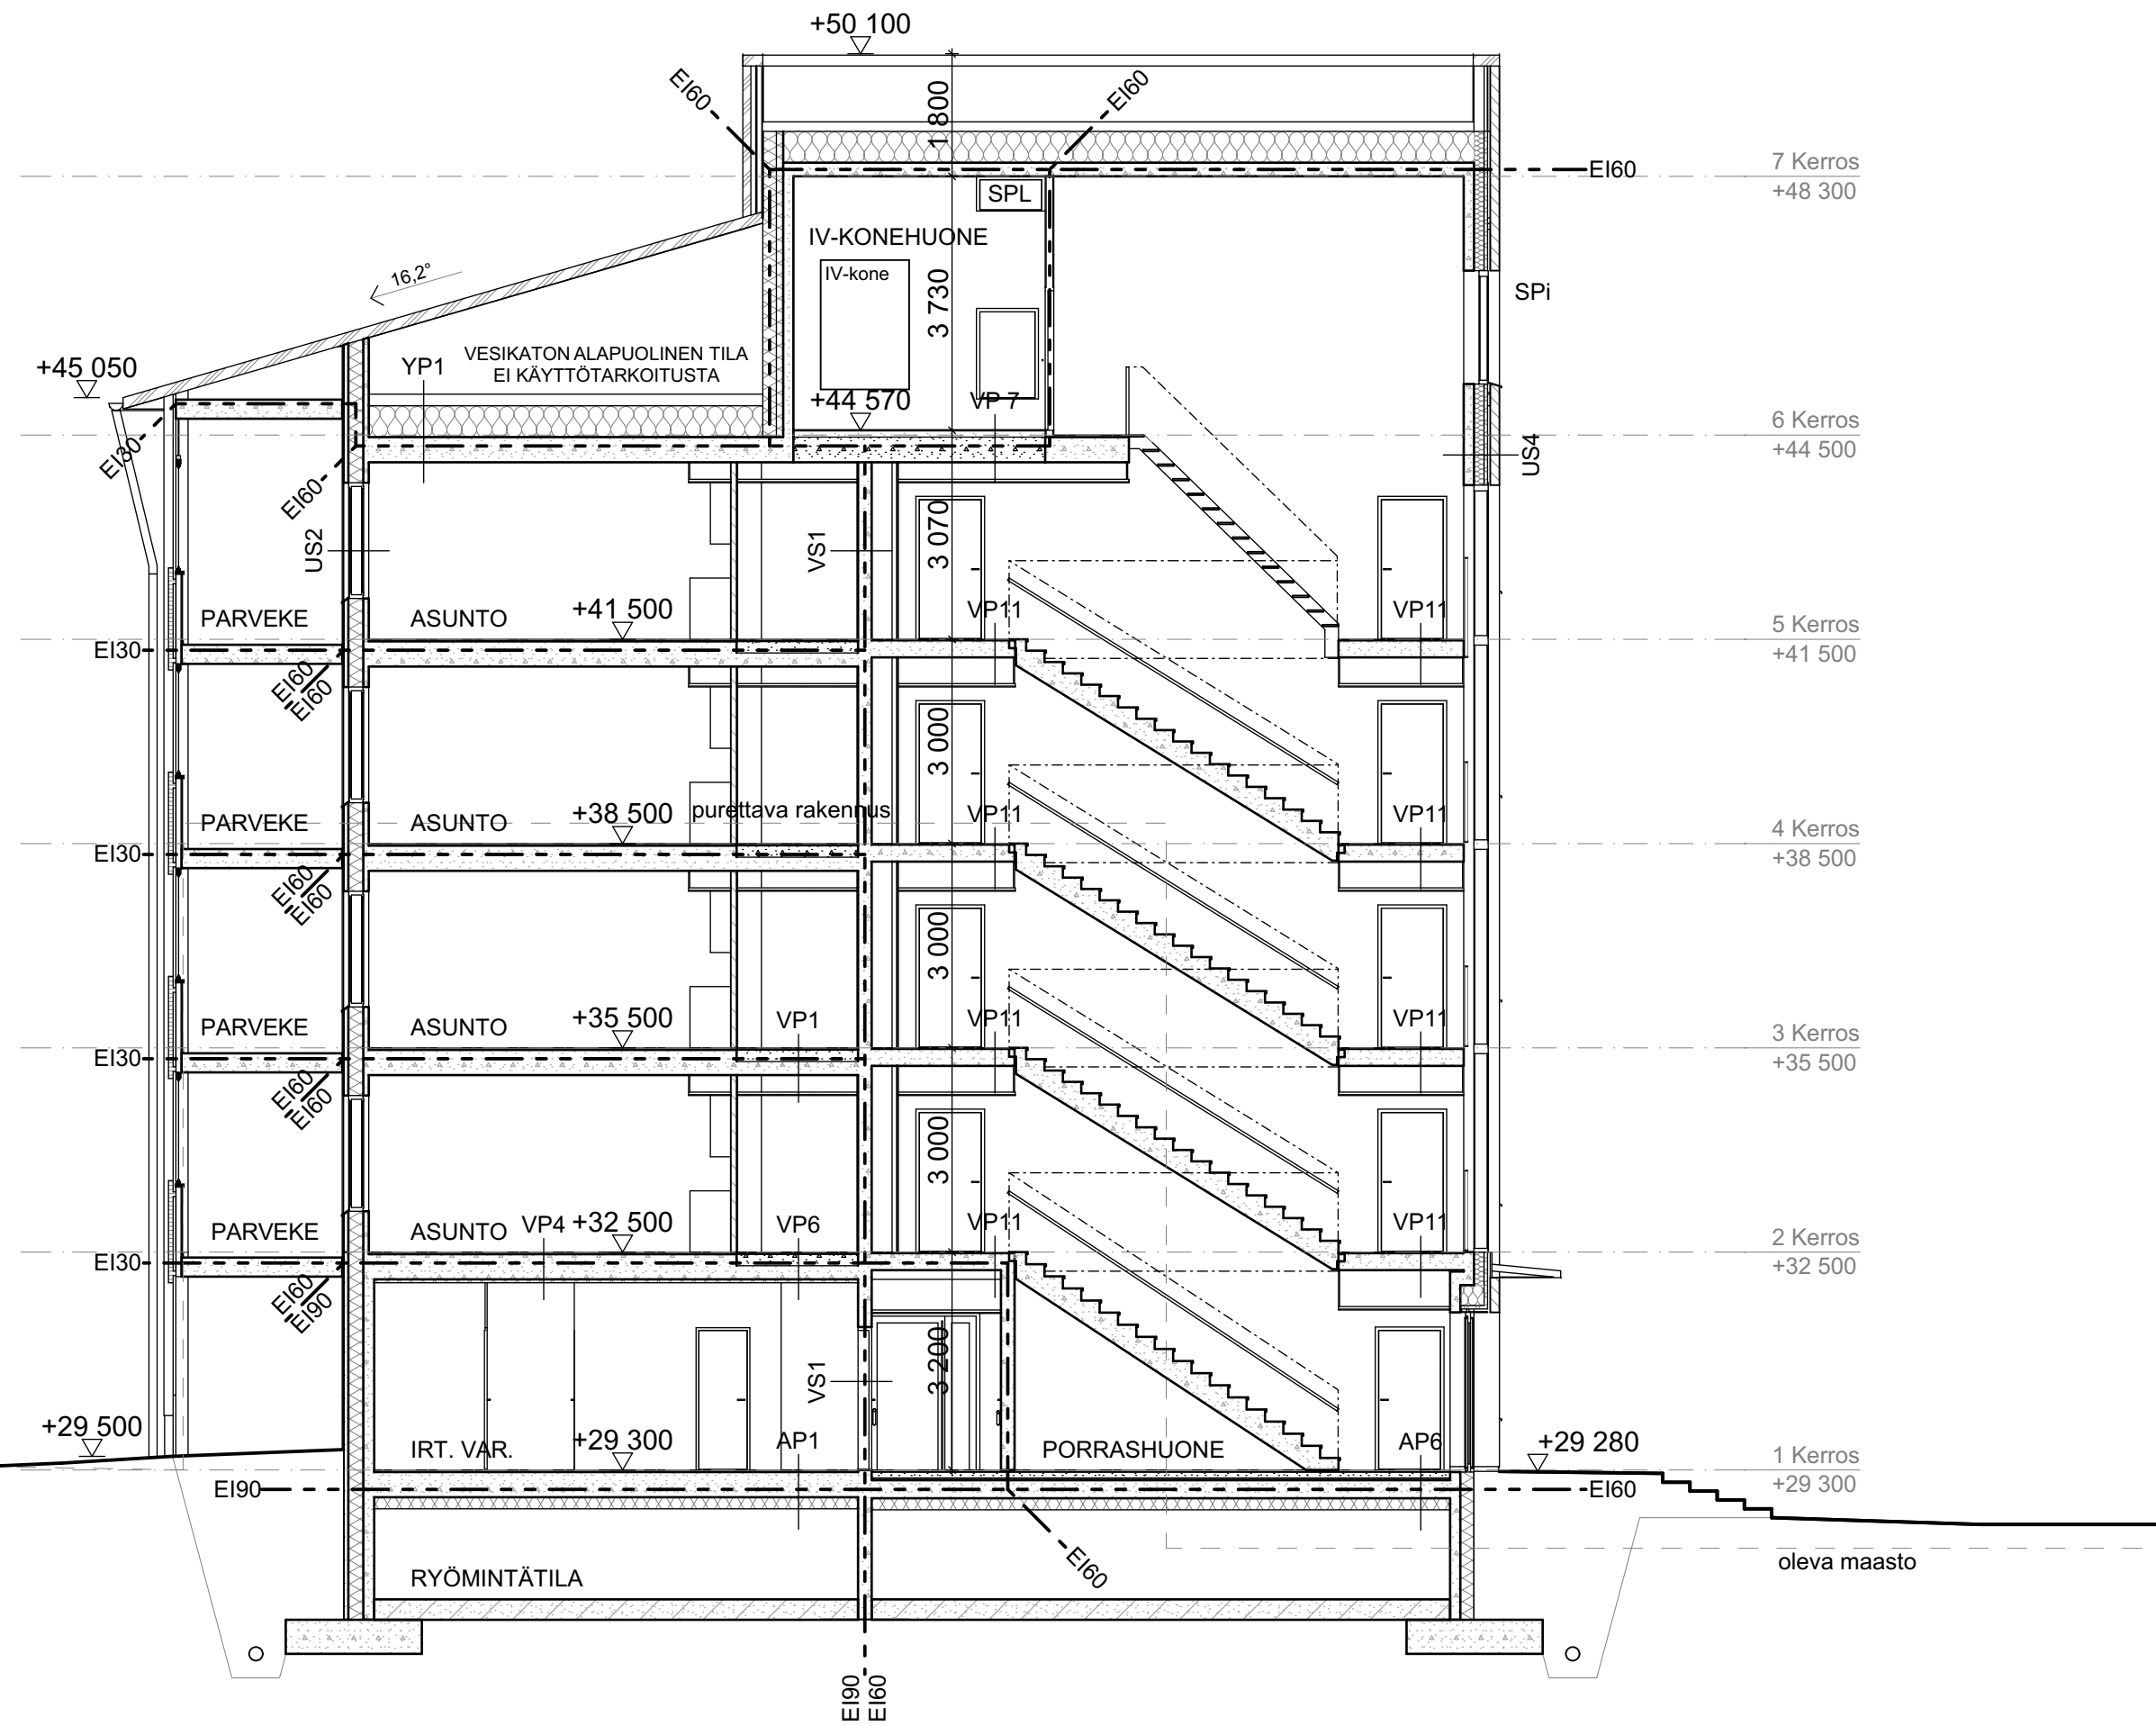 +50 100
EI60
EI60
1 800
EI60
7 Kerros
+48 300
SPL
IV-KONEHUONE
IV-kone
3 730
SPi
16,2°
+45 050
YP1
VESIKATON ALAPUOLINEN TILA
EI KÄYTTÖTARKOITUSTA
+44 570
VP 7
6 Kerros
+44 500
EI30
EI60
US4
US2
VS1
3 070
PARVEKE
ASUNTO
+41 500
VP11
VP11
5 Kerros
+41 500
EI30
EI60
EI60
3 000
PARVEKE
ASUNTO
+38 500
purettava rakennus
VP11
VP11
4 Kerros
+38 500
EI30
EI60
EI60
3 000
PARVEKE
ASUNTO
+35 500
VP1
VP11
VP11
3 Kerros
+35 500
EI30
EI60
EI60
3 000
PARVEKE
ASUNTO
VP4
+32 500
VP6
VP11
VP11
2 Kerros
+32 500
EI30
EI60
EI90
VS1
3 200
+29 500
IRT. VAR.
+29 300
AP1
PORRASHUONE
AP6
+29 280
1 Kerros
+29 300
EI90
EI60
EI60
RYÖMINTÄTILA
oleva maasto
EI90
EI60